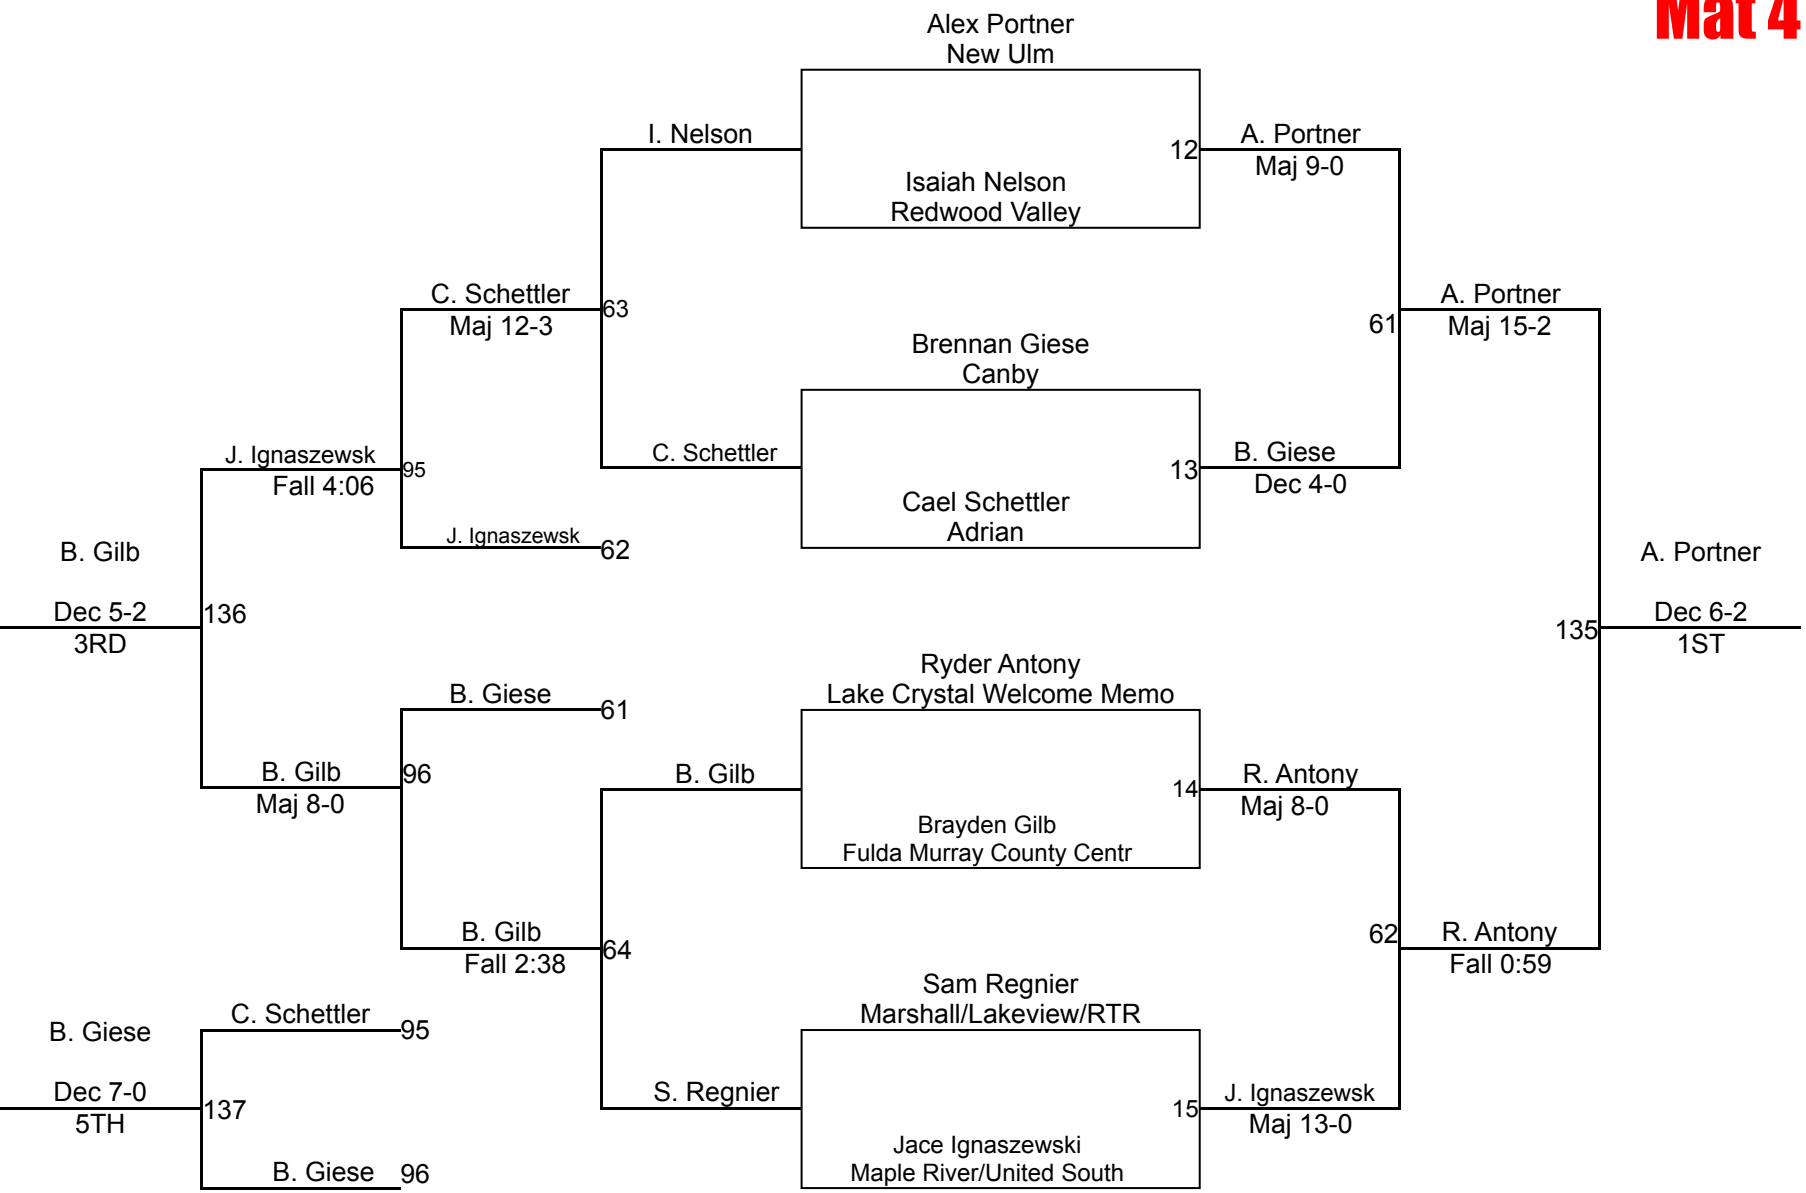 Mat 4
Alex Portner
New Ulm
I. Nelson
12
A. Portner
Maj 9-0
Isaiah Nelson
Redwood Valley
C. Schettler
63
Maj 12-3
A. Portner
61
Maj 15-2
Brennan Giese
Canby
J. Ignaszewsk
95
Fall 4:06
C. Schettler
13
B. Giese
Dec 4-0
Cael Schettler
Adrian
J. Ignaszewsk
62
B. Gilb
Dec 5-2
136
3RD
A. Portner
135
Dec 6-2
1ST
Ryder Antony
Lake Crystal Welcome Memo
B. Giese
61
B. Gilb
96
Maj 8-0
B. Gilb
14
R. Antony
Maj 8-0
Brayden Gilb
Fulda Murray County Centr
B. Gilb
64
Fall 2:38
62
R. Antony
Fall 0:59
Sam Regnier
Marshall/Lakeview/RTR
C. Schettler
95
B. Giese
Dec 7-0
137
5TH
S. Regnier
15
J. Ignaszewsk
Maj 13-0
Jace Ignaszewski
Maple River/United South
B. Giese
96